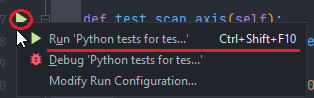 7 def test_scan_axis(self):
Run 'Python tests for tes...' Ctrl+Shift+F10
Debug 'Python tests for tes...'
Modify Run Configuration...